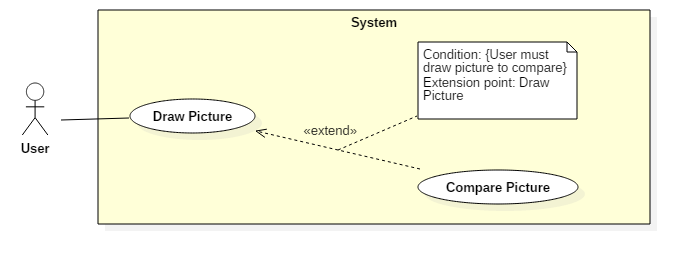 System
Condition: {User must
draw picture to compare}
Extension point: Draw
Picture
Draw Picture
«extend»
User
Compare Picture